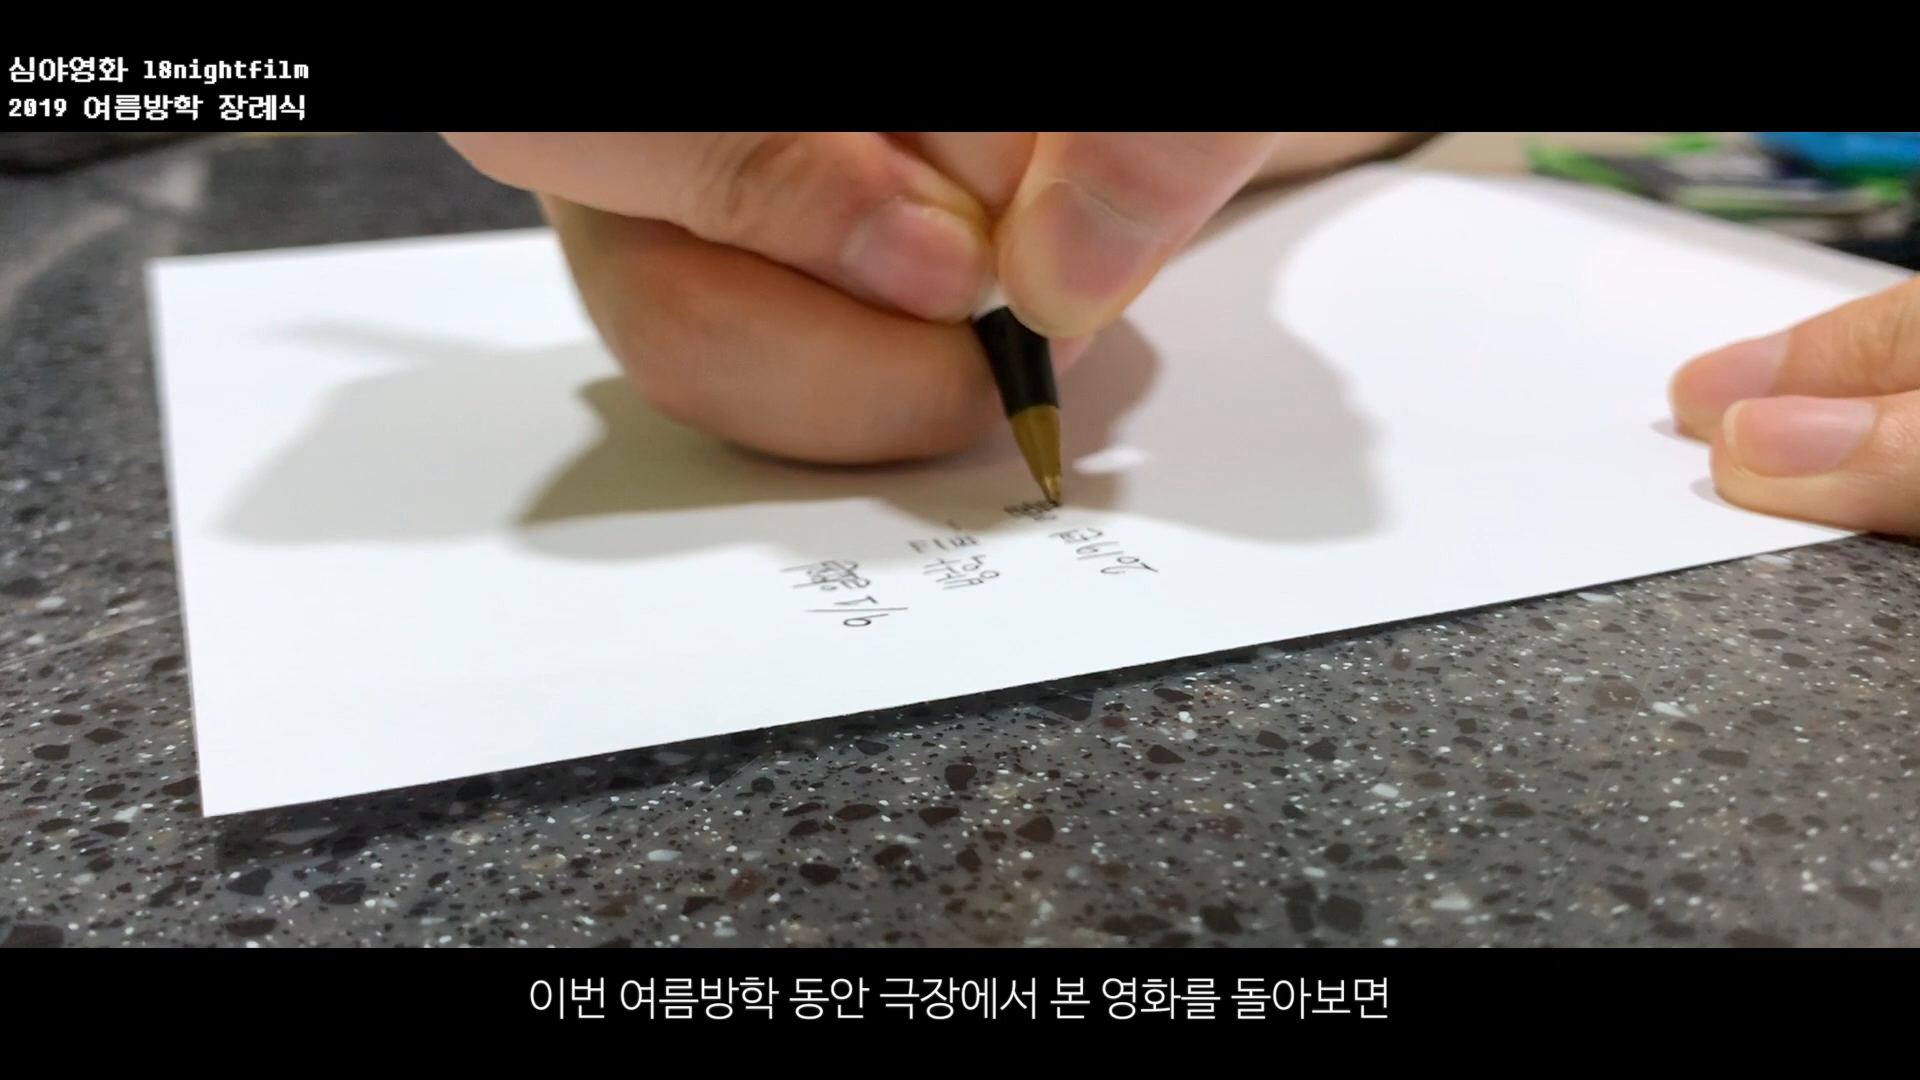 심야영화 18nightfilm
2019 여름방학 장례식
이번 여름방학 동안 극장에서 본 영화를 돌아보면